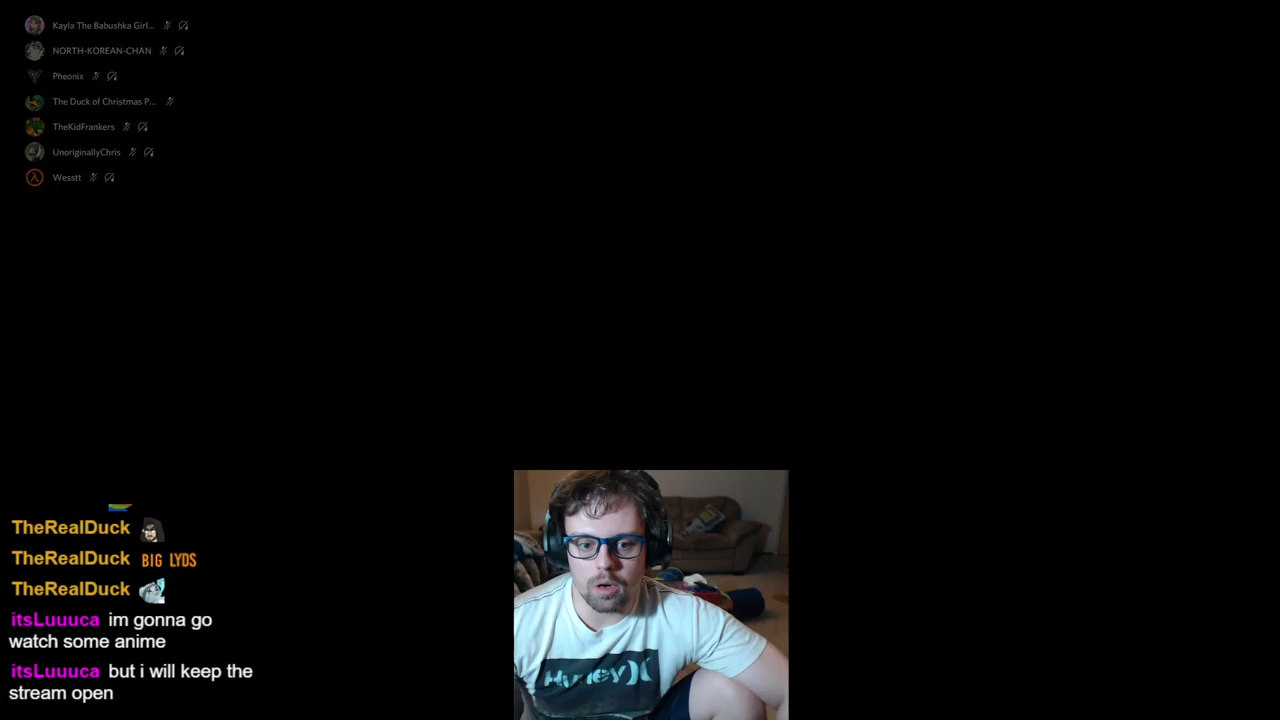 Kayla The Babushka Girl...
NORTH-KOREAN-CHAN
Pheonix
The Duck of Christmas P...
TheKidFrankers
UnoriginallyChris
Wesstt
TheRealDuck
TheRealDuck BIG LYDS
TheRealDuck
itsLuuuca im gonna go
watch some anime
itsLuuuca but i will keep the
stream open
Hurley